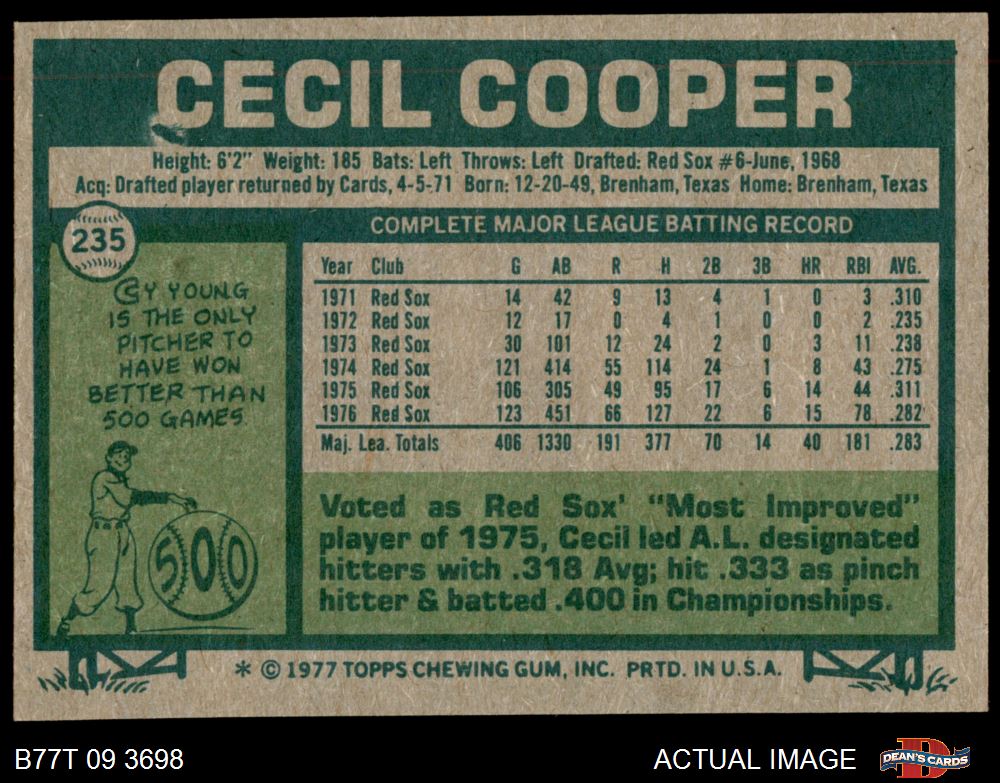 CECIL COOPER
Height: 6'2" Weight: 185 Bats: Left Throws: Left Drafted: Red Sox #6-June, 1968
Acq: Drafted player returned by Cards, 4-5-71 Born: 12-20-49, Brenham, Texas Home: Brenham, Texas
235
CY YOUNG
IS THE ONLY
PITCHER TO
HAVE WON
BETTER THAN
500 GAMES
500
COMPLETE MAJOR LEAGUE BATTING RECORD
Year Club G AB R H 2B 3B HR RBI AVG.
1971 Red Sox 14 42 9 13 4 1 0 3 .310
1972 Red Sox 12 17 0 4 1 0 0 2 .235
1973 Red Sox 30 101 12 24 2 0 3 11 .238
1974 Red Sox 121 414 55 114 24 1 8 43 .275
1975 Red Sox 106 305 49 95 17 6 14 44 .311
1976 Red Sox 123 451 66 127 22 6 15 78 .282
Maj. Lea. Totals 406 1330 191 377 70 14 40 181 .283
Voted as Red Sox' "Most Improved"
player of 1975, Cecil led A.L. designated
hitters with .318 Avg; hit .333 as pinch
hitter & batted .400 in Championships.
* © 1977 TOPPS CHEWING GUM, INC. PRTD. IN U.S.A.
B77T 09 3698
ACTUAL IMAGE
DEAN'S CARDS